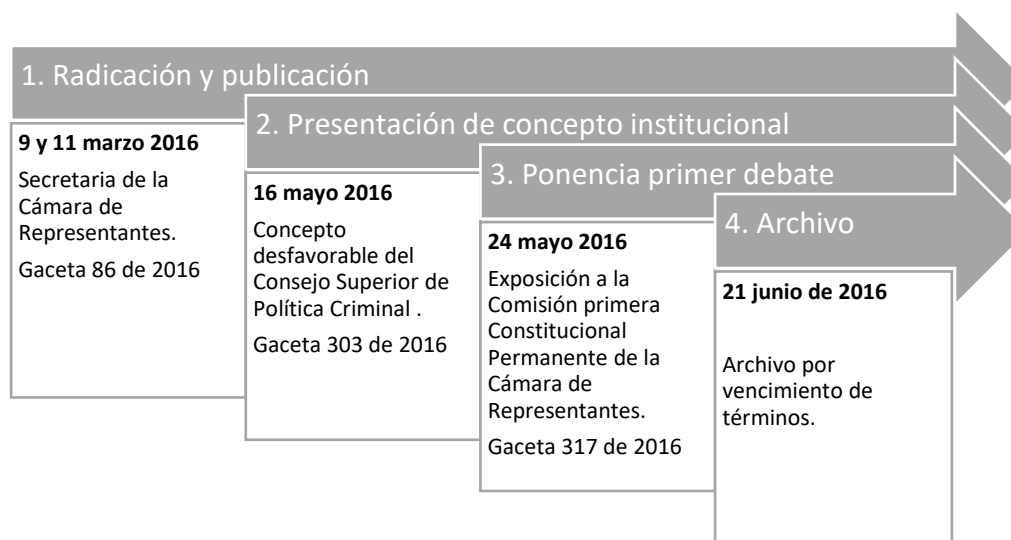 1. Radicación y publicación
9 y 11 marzo 2016
Secretaria de la
Cámara de
Representantes.
Gaceta 86 de 2016
2. Presentación de concepto institucional
16 mayo 2016
Concepto
desfavorable del
Consejo Superior de
Política Criminal .
Gaceta 303 de 2016
3. Ponencia primer debate
24 mayo 2016
Exposición a la
Comisión primera
Constitucional
Permanente de la
Cámara de
Representantes.
Gaceta 317 de 2016
4. Archivo
21 junio de 2016
Archivo por
vencimiento de
términos.